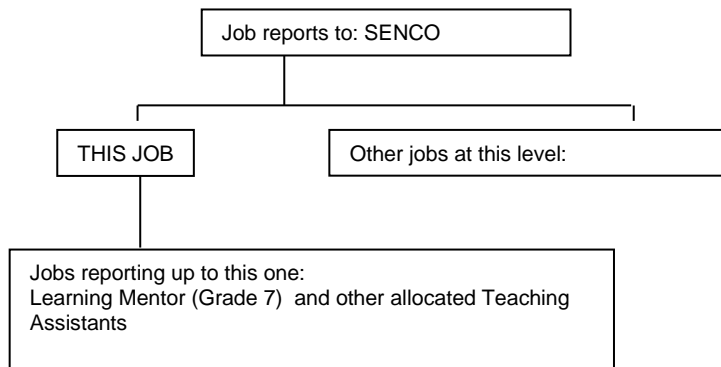 Job reports to: SENCO
THIS JOB
Other jobs at this level:
Jobs reporting up to this one:
Learning Mentor (Grade 7)  and other allocated Teaching
Assistants